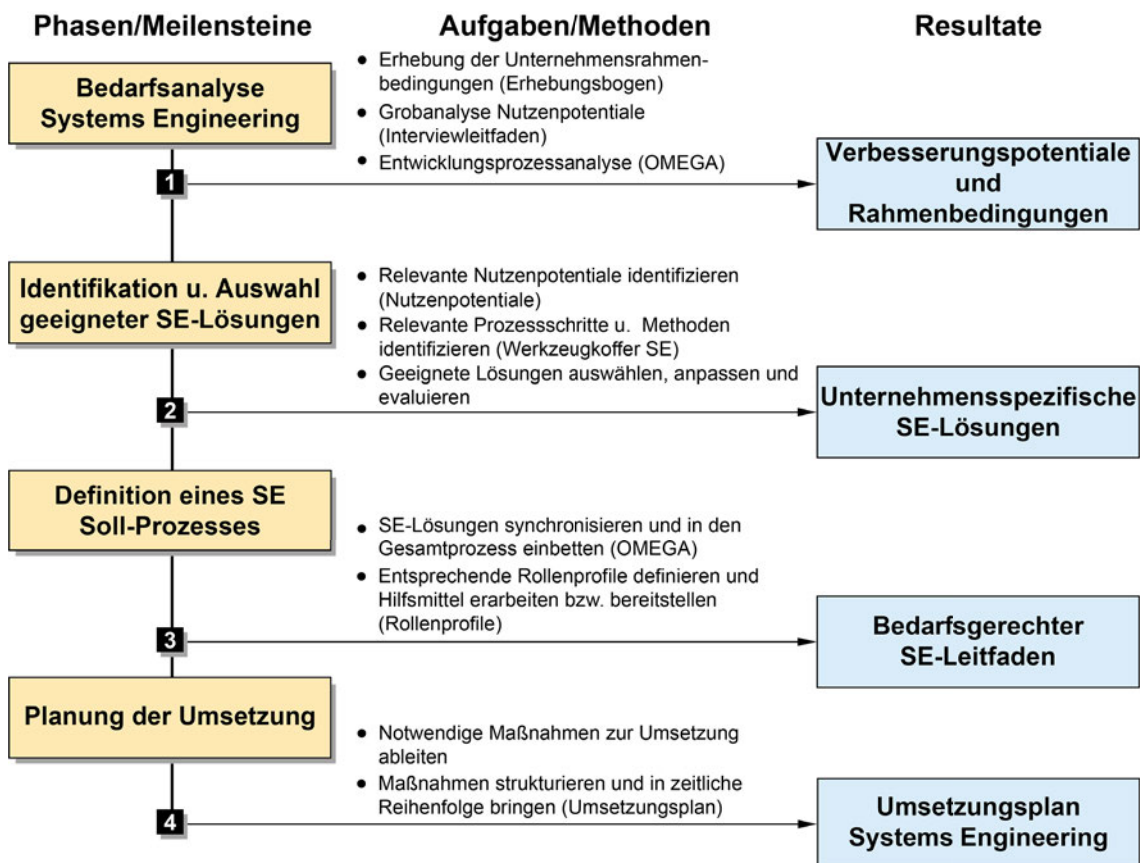 Phasen/Meilensteine
Aufgaben/Methoden
Resultate
Bedarfsanalyse
Systems Engineering
• Erhebung der Unternehmensrahmen-
bedingungen (Erhebungsbogen)
• Grobanalyse Nutzenpotentiale
(Interviewleitfaden)
• Entwicklungsprozessanalyse (OMEGA)
1
Verbesserungspotentiale
und
Rahmenbedingungen
Identifikation u. Auswahl
geeigneter SE-Lösungen
• Relevante Nutzenpotentiale identifizieren
(Nutzenpotentiale)
• Relevante Prozessschritte u. Methoden
identifizieren (Werkzeugkoffer SE)
• Geeignete Lösungen auswählen, anpassen und
evaluieren
2
Unternehmensspezifische
SE-Lösungen
Definition eines SE
Soll-Prozesses
• SE-Lösungen synchronisieren und in den
Gesamtprozess einbetten (OMEGA)
• Entsprechende Rollenprofile definieren und
Hilfsmittel erarbeiten bzw. bereitstellen
(Rollenprofile)
3
Bedarfsgerechter
SE-Leitfaden
Planung der Umsetzung
• Notwendige Maßnahmen zur Umsetzung
ableiten
• Maßnahmen strukturieren und in zeitliche
Reihenfolge bringen (Umsetzungsplan)
4
Umsetzungsplan
Systems Engineering